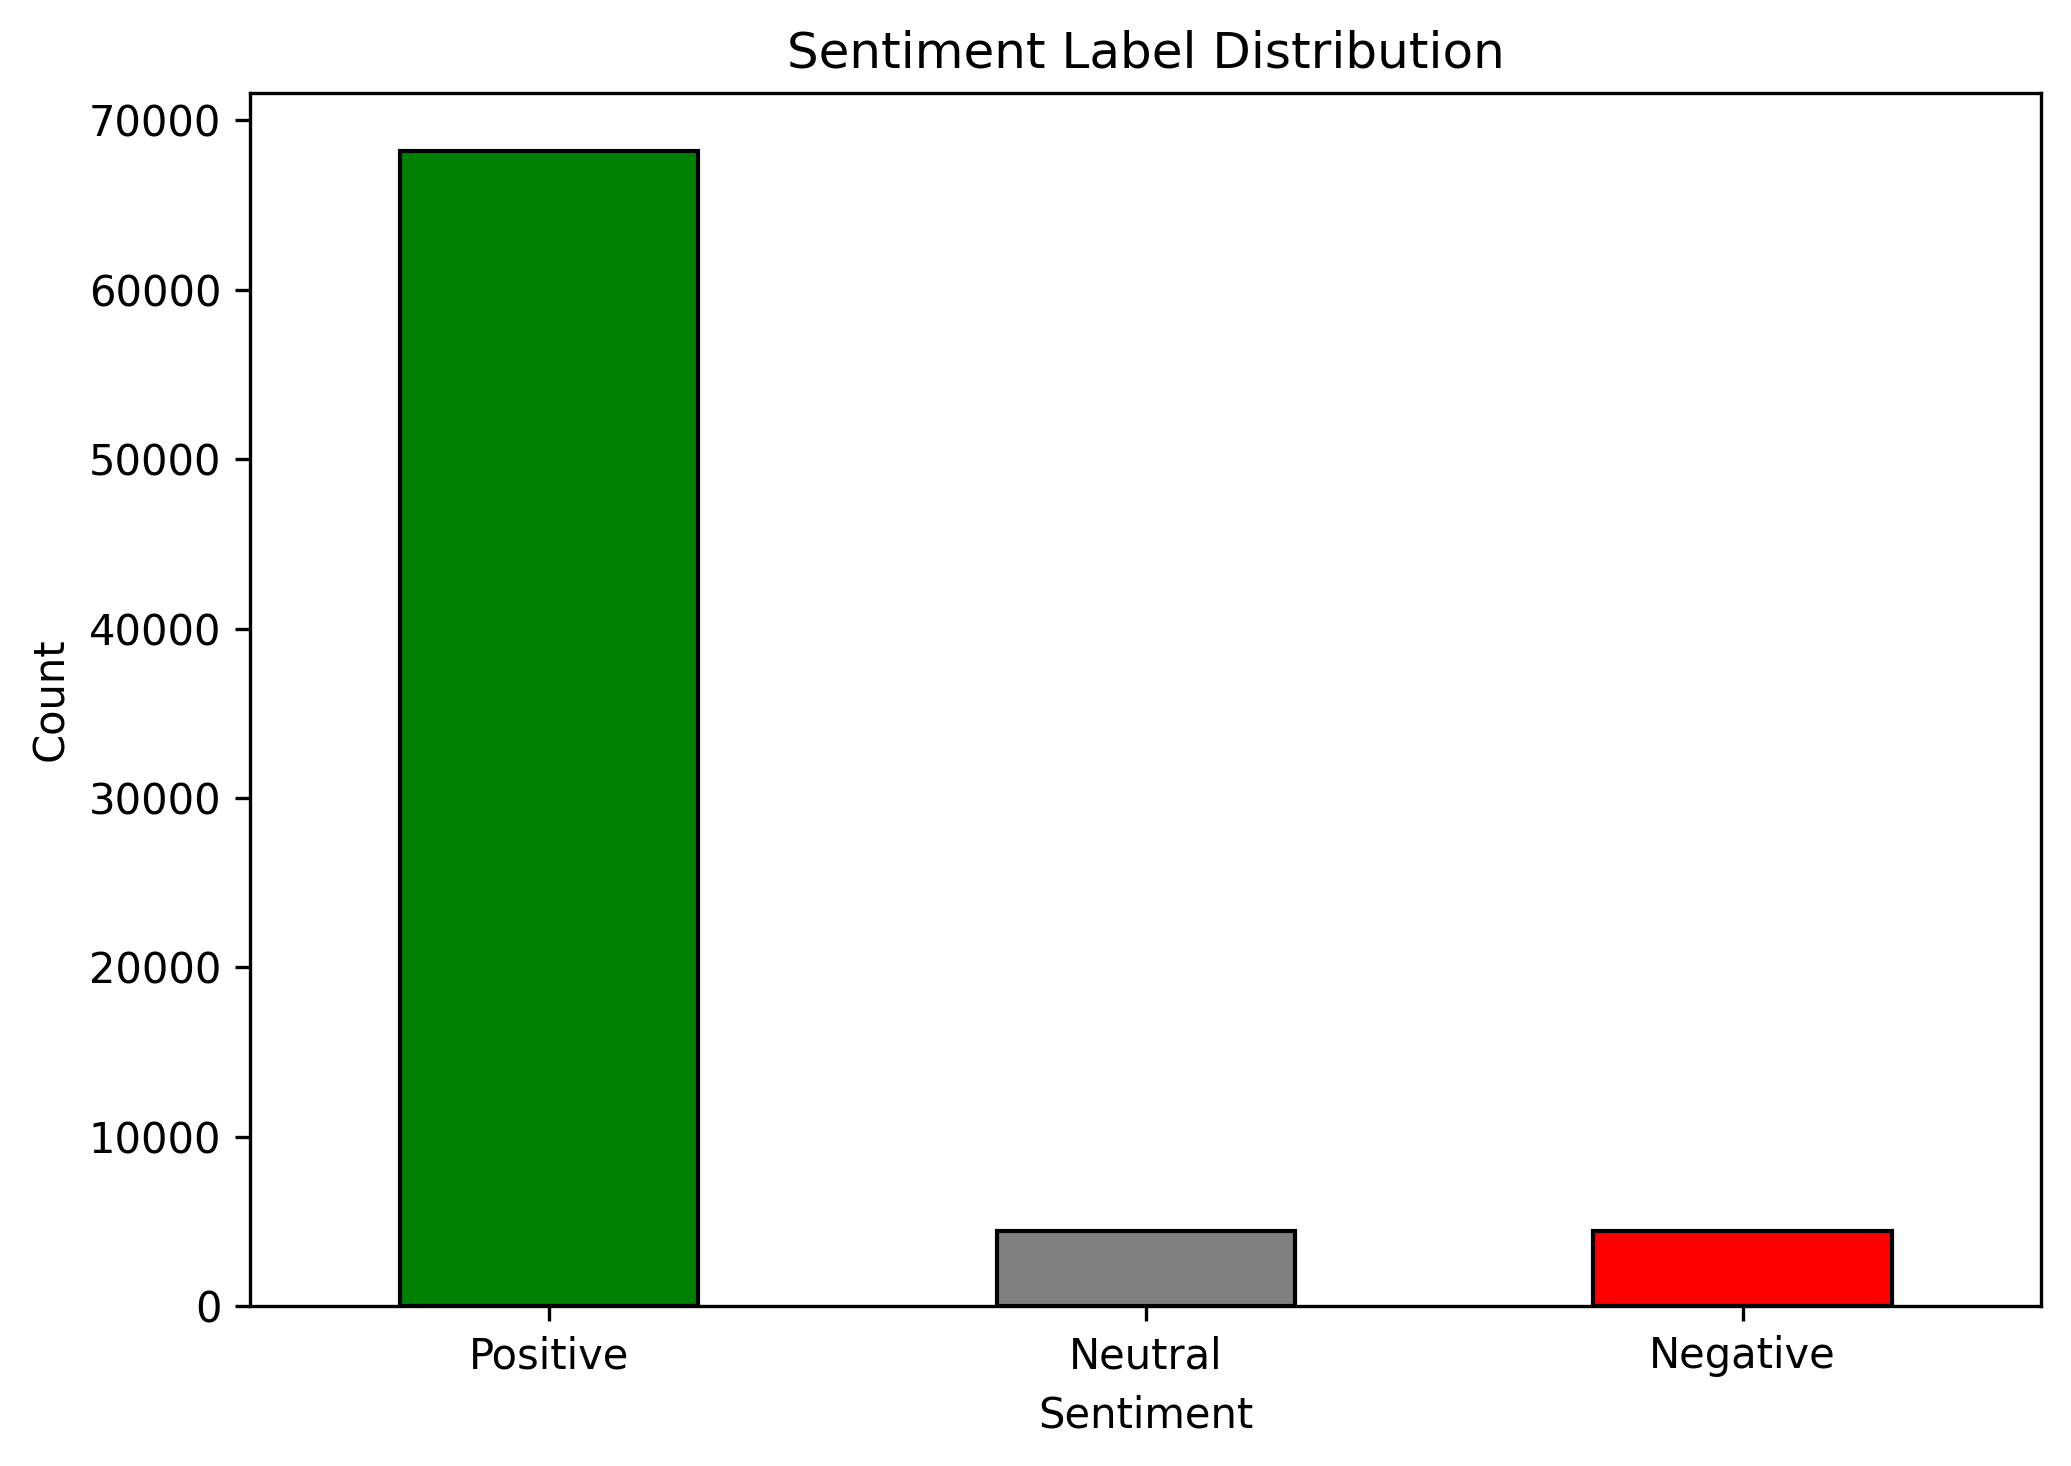 Sentiment Label Distribution
70000
60000
50000
40000
30000
20000
10000
0
Count
Positive
Neutral
Negative
Sentiment